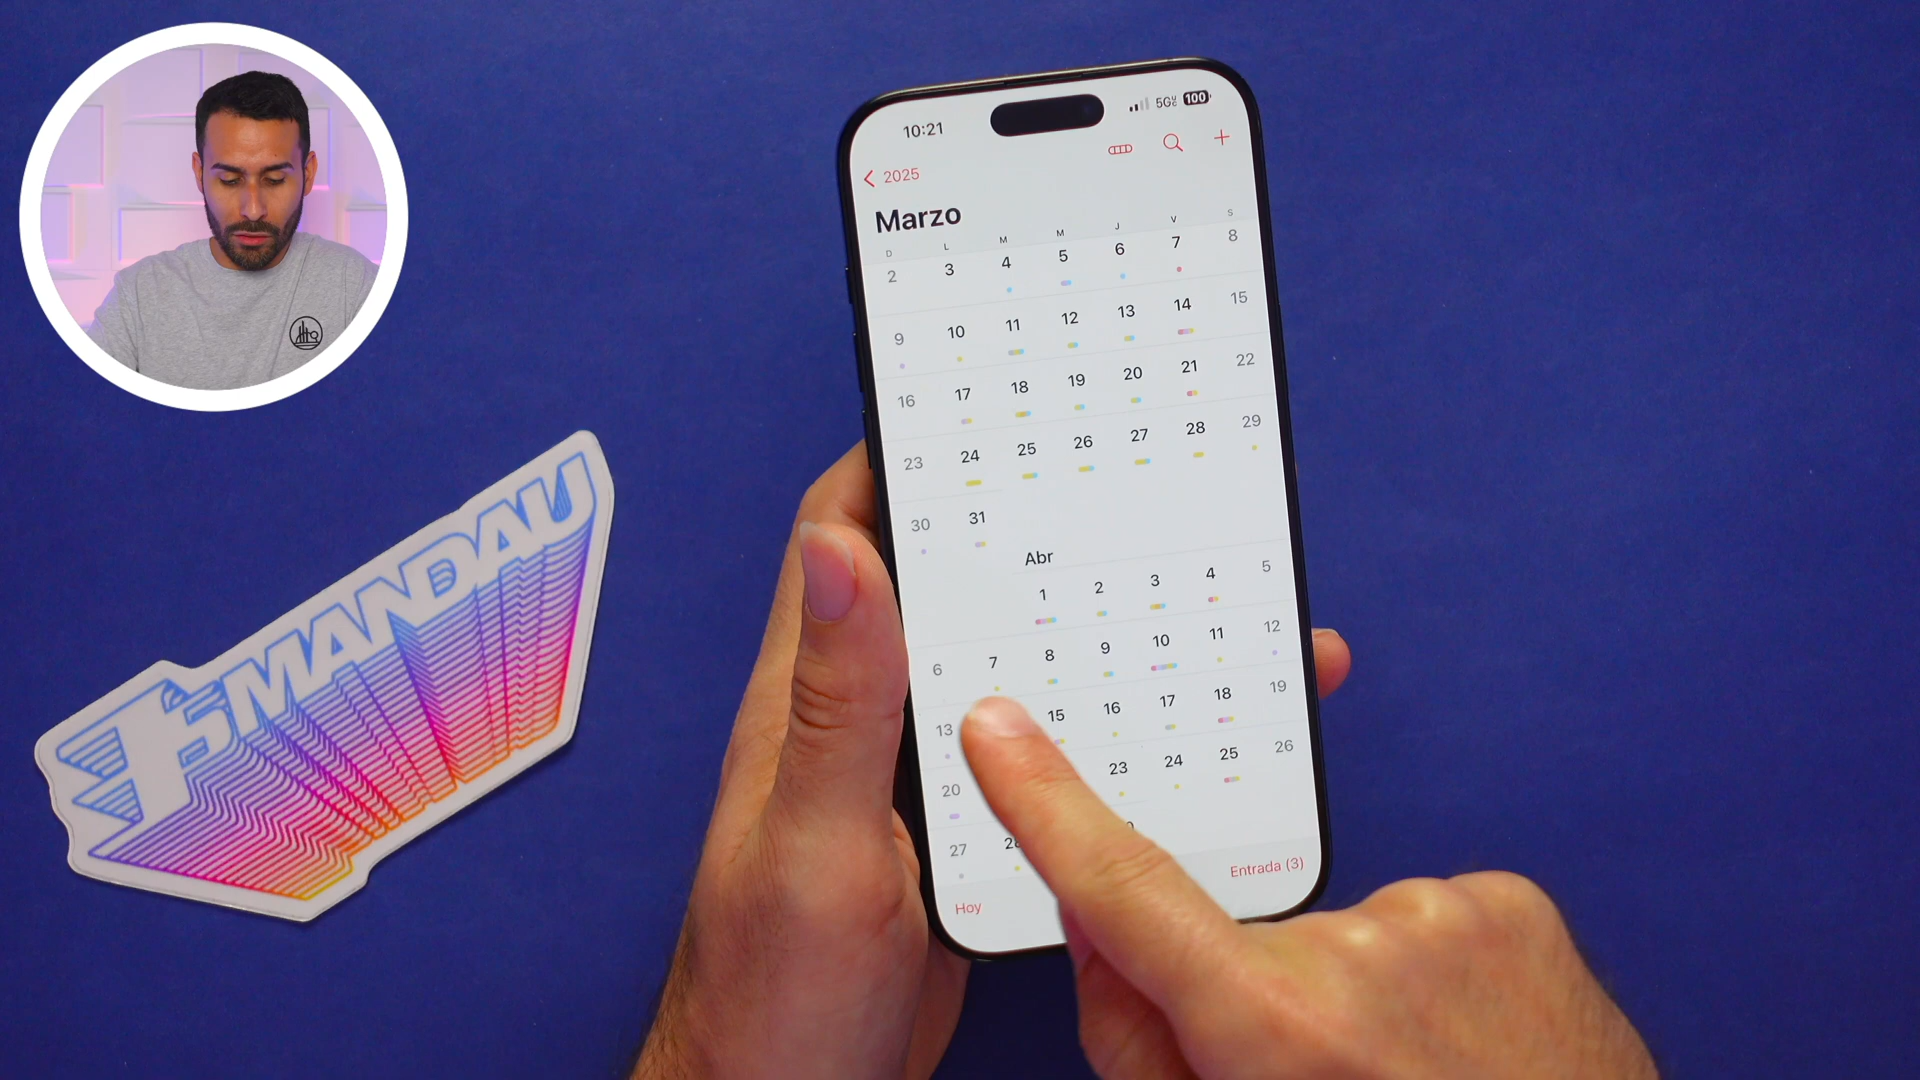 10:21
5G
100
2025
Marzo
D L M M J V S
2 3 4 5 6 7 8
9 10 11 12 13 14 15
16 17 18 19 20 21 22
23 24 25 26 27 28 29
30 31
Abr
1 2 3 4 5
6 7 8 9 10 11 12
13 15 16 17 18 19
20 23 24 25 26
27
Hoy
Entrada (3)
TSMANDAU